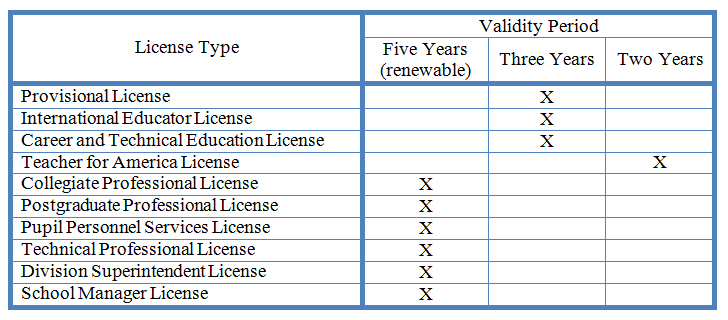 License Type
Validity Period
Five Years
(renewable)
Three Years
Two Years
Provisional License X
International Educator License X
Career and Technical Education License X
Teacher for America License X
Collegiate Professional License X
Postgraduate Professional License X
Pupil Personnel Services License X
Technical Professional License X
Division Superintendent License X
School Manager License X